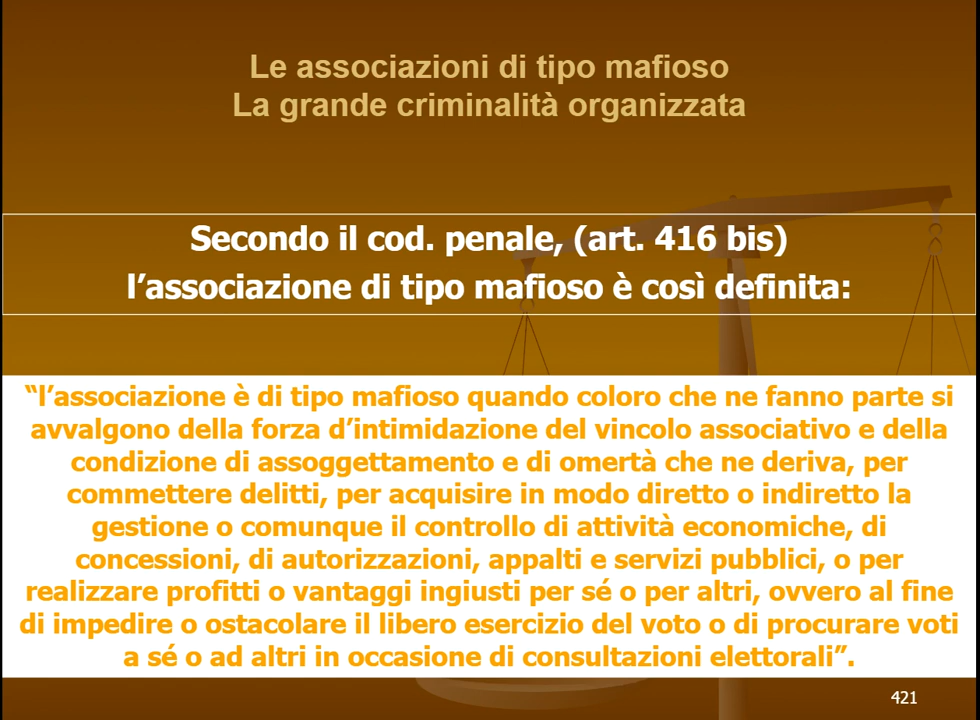 Le associazioni di tipo mafioso
La grande criminalità organizzata
Secondo il cod. penale, (art. 416 bis)
l’associazione di tipo mafioso è così definita:
“l’associazione è di tipo mafioso quando coloro che ne fanno parte si
avvalgono della forza d’intimidazione del vincolo associativo e della
condizione di assoggettamento e di omertà che ne deriva, per
commettere delitti, per acquisire in modo diretto o indiretto la
gestione o comunque il controllo di attività economiche, di
concessioni, di autorizzazioni, appalti e servizi pubblici, o per
realizzare profitti o vantaggi ingiusti per sé o per altri, ovvero al fine
di impedire o ostacolare il libero esercizio del voto o di procurare voti
a sé o ad altri in occasione di consultazioni elettorali”.
421